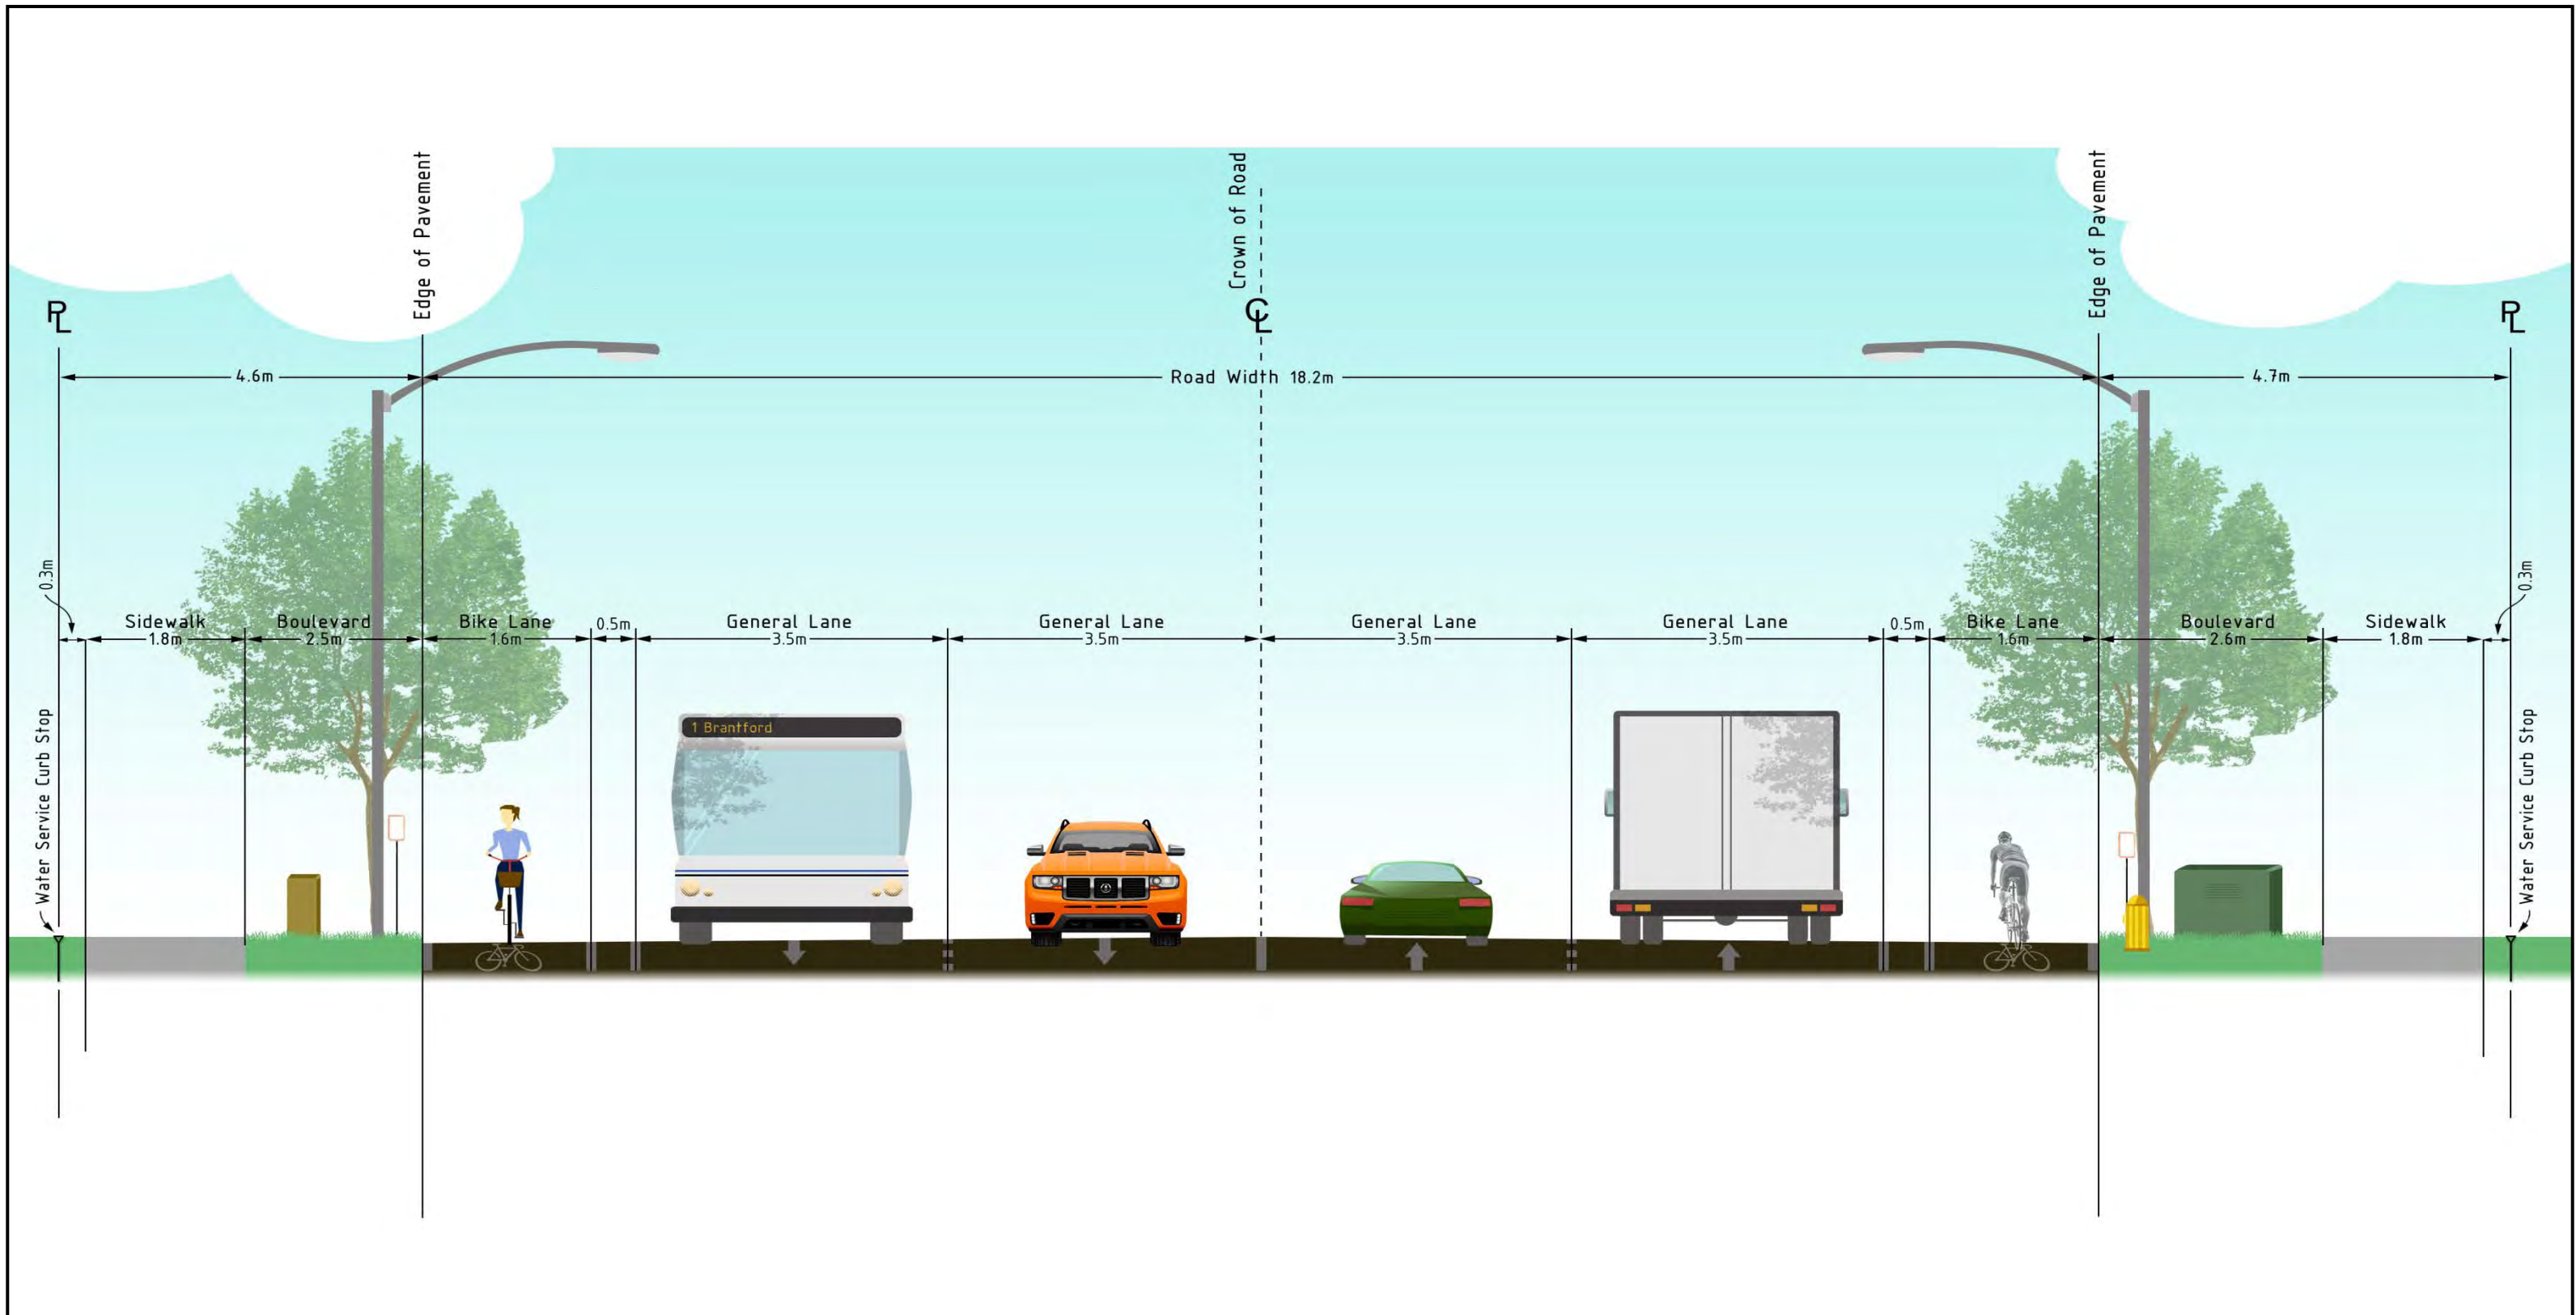 Edge of Pavement
Crown of Road
Edge of Pavement
PL
CL
PL
4.6m
Road Width 18.2m
4.7m
0.3m
0.3m
Sidewalk
1.8m
Boulevard
2.5m
Bike Lane
1.6m
0.5m
General Lane
3.5m
General Lane
3.5m
General Lane
3.5m
General Lane
3.5m
0.5m
Bike Lane
1.6m
Boulevard
2.6m
Sidewalk
1.8m
Water Service Curb Stop
1 Brantford
Water Service Curb Stop